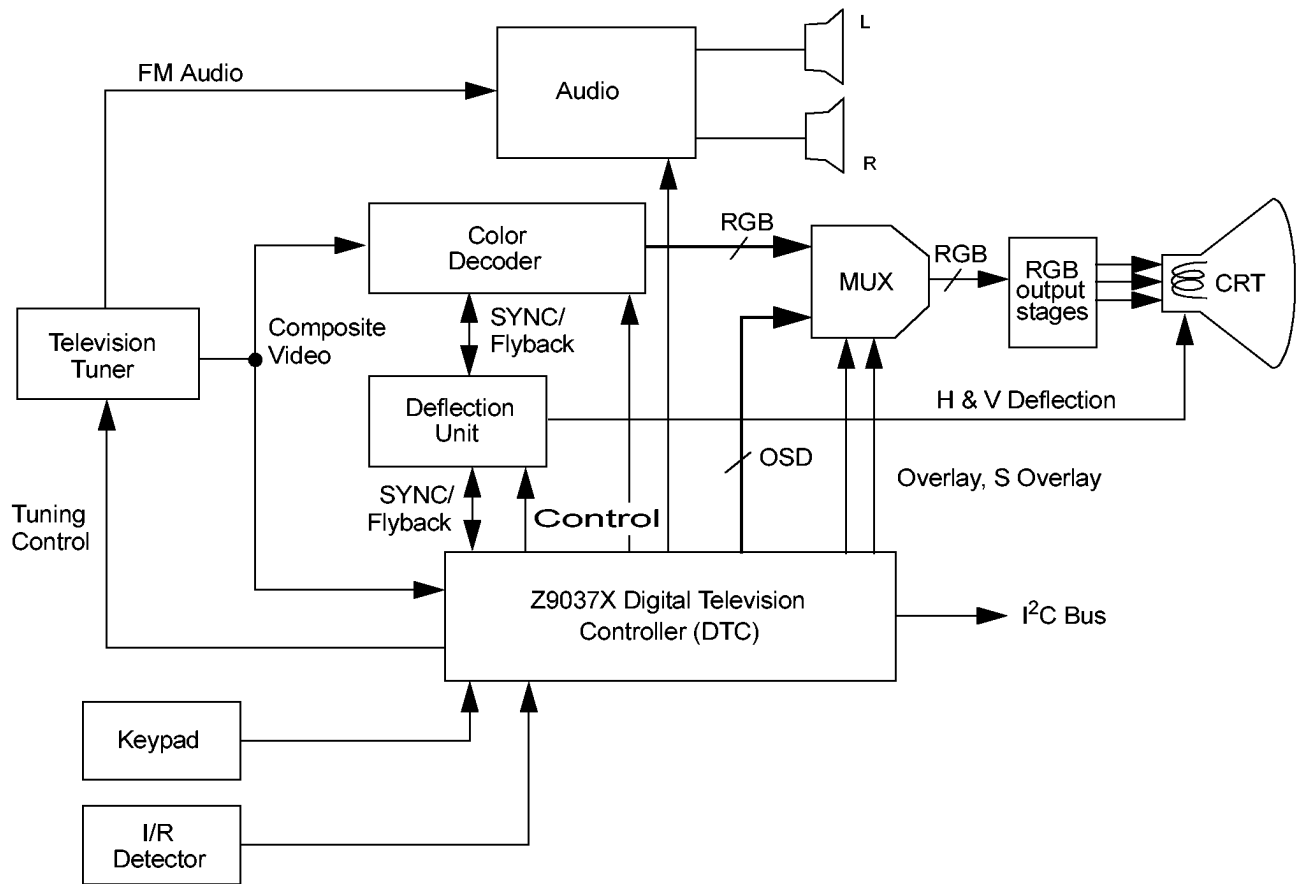 L
FM Audio
Audio
R
Color
Decoder
RGB
MUX
RGB
RGB
output
stages
CRT
Television
Tuner
Composite
Video
SYNC/
Flyback
Deflection
Unit
H & V Deflection
OSD
Overlay, S Overlay
Tuning
Control
SYNC/
Flyback
Control
Z9037X Digital Television
Controller (DTC)
I²C Bus
Keypad
I/R
Detector